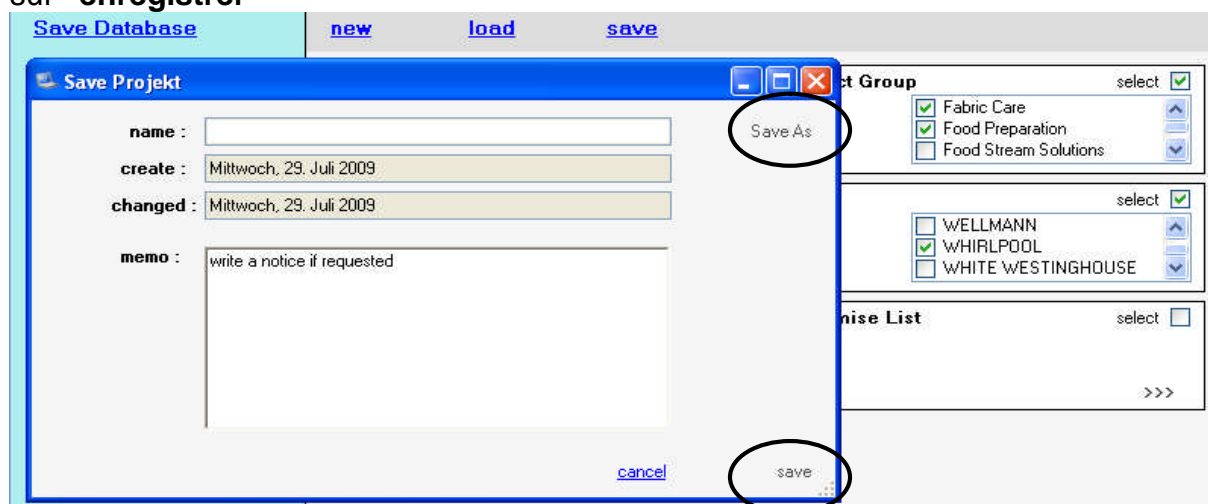 sur "enregistrer"
Save Database new load save
Save Projekt
name :
Save As
create : Mittwoch, 29. Juli 2009
changed : Mittwoch, 29. Juli 2009
memo : write a notice if requested
cancel save
ct Group select
Fabric Care
Food Preparation
Food Stream Solutions
select
WELLMANN
WHIRLPOOL
WHITE WESTINGHOUSE
nise List select
>>>